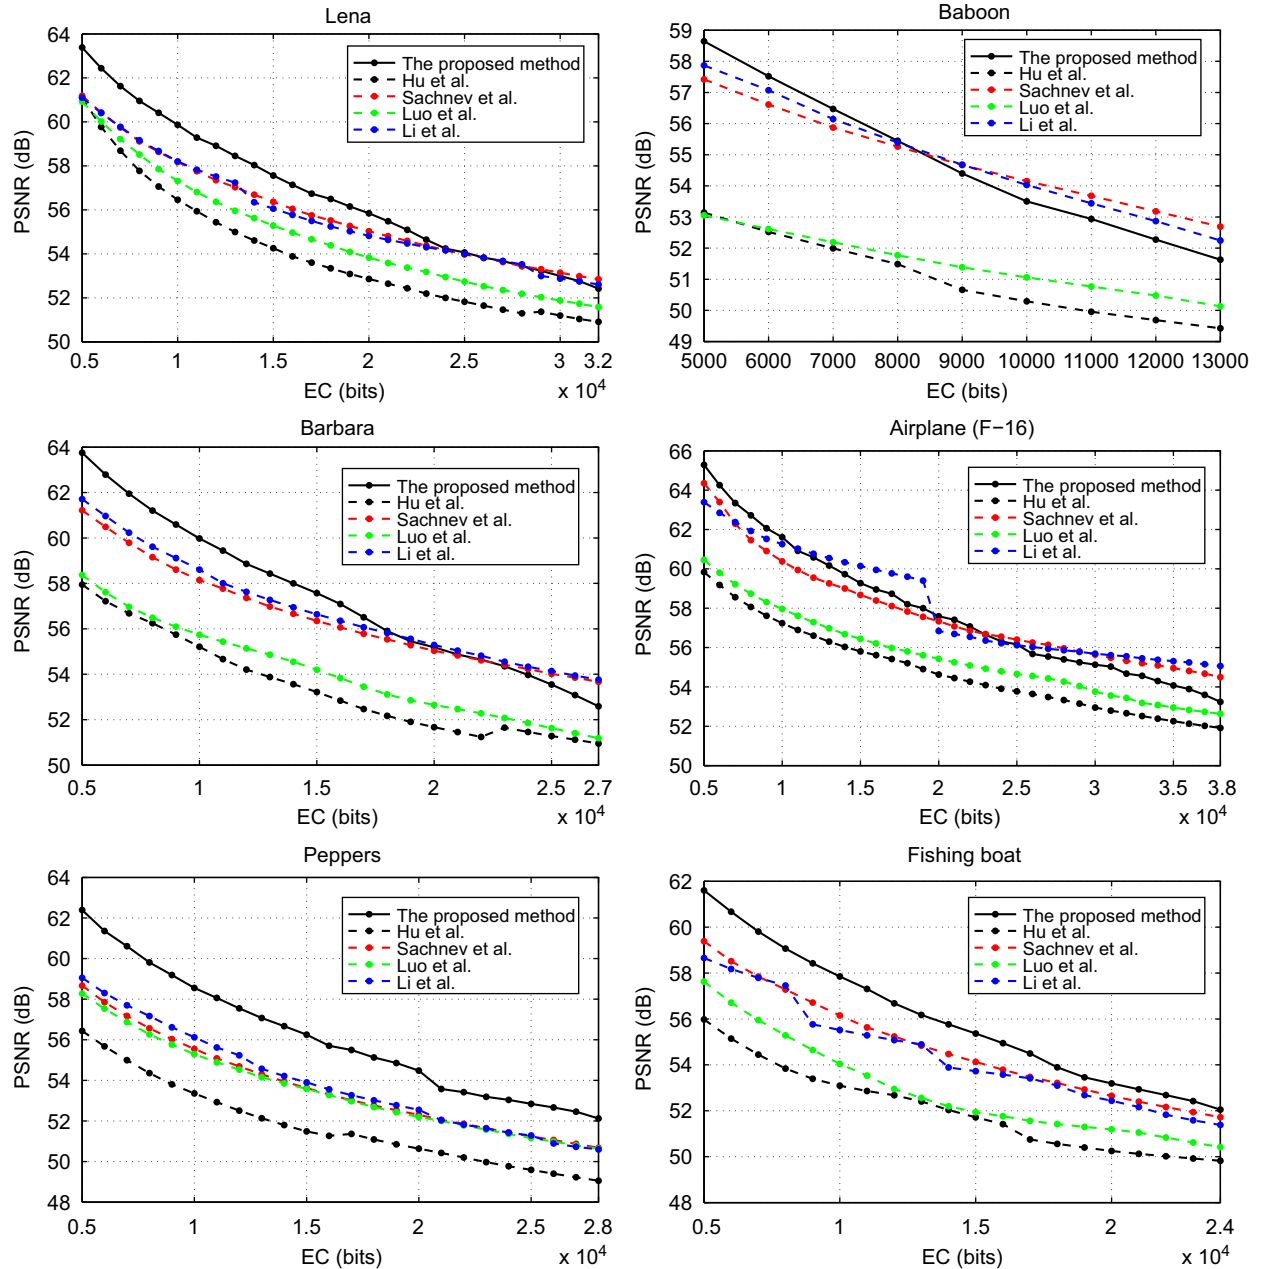 Lena
64
62
60
58
56
54
52
50
PSNR (dB)
The proposed method
Hu et al.
Sachnev et al.
Luo et al.
Li et al.
0.5 1 1.5 2 2.5 3 3.2
EC (bits)
x 10^4
Baboon
59
58
57
56
55
54
53
52
51
50
49
PSNR (dB)
The proposed method
Hu et al.
Sachnev et al.
Luo et al.
Li et al.
5000 6000 7000 8000 9000 10000 11000 12000 13000
EC (bits)
Barbara
64
62
60
58
56
54
52
50
PSNR (dB)
The proposed method
Hu et al.
Sachnev et al.
Luo et al.
Li et al.
0.5 1 1.5 2 2.5 2.7
EC (bits)
x 10^4
Airplane (F−16)
66
64
62
60
58
56
54
52
50
PSNR (dB)
The proposed method
Hu et al.
Sachnev et al.
Luo et al.
Li et al.
0.5 1 1.5 2 2.5 3 3.5 3.8
EC (bits)
x 10^4
Peppers
64
62
60
58
56
54
52
50
48
PSNR (dB)
The proposed method
Hu et al.
Sachnev et al.
Luo et al.
Li et al.
0.5 1 1.5 2 2.5 2.8
EC (bits)
x 10^4
Fishing boat
62
60
58
56
54
52
50
48
PSNR (dB)
The proposed method
Hu et al.
Sachnev et al.
Luo et al.
Li et al.
0.5 1 1.5 2 2.4
EC (bits)
x 10^4